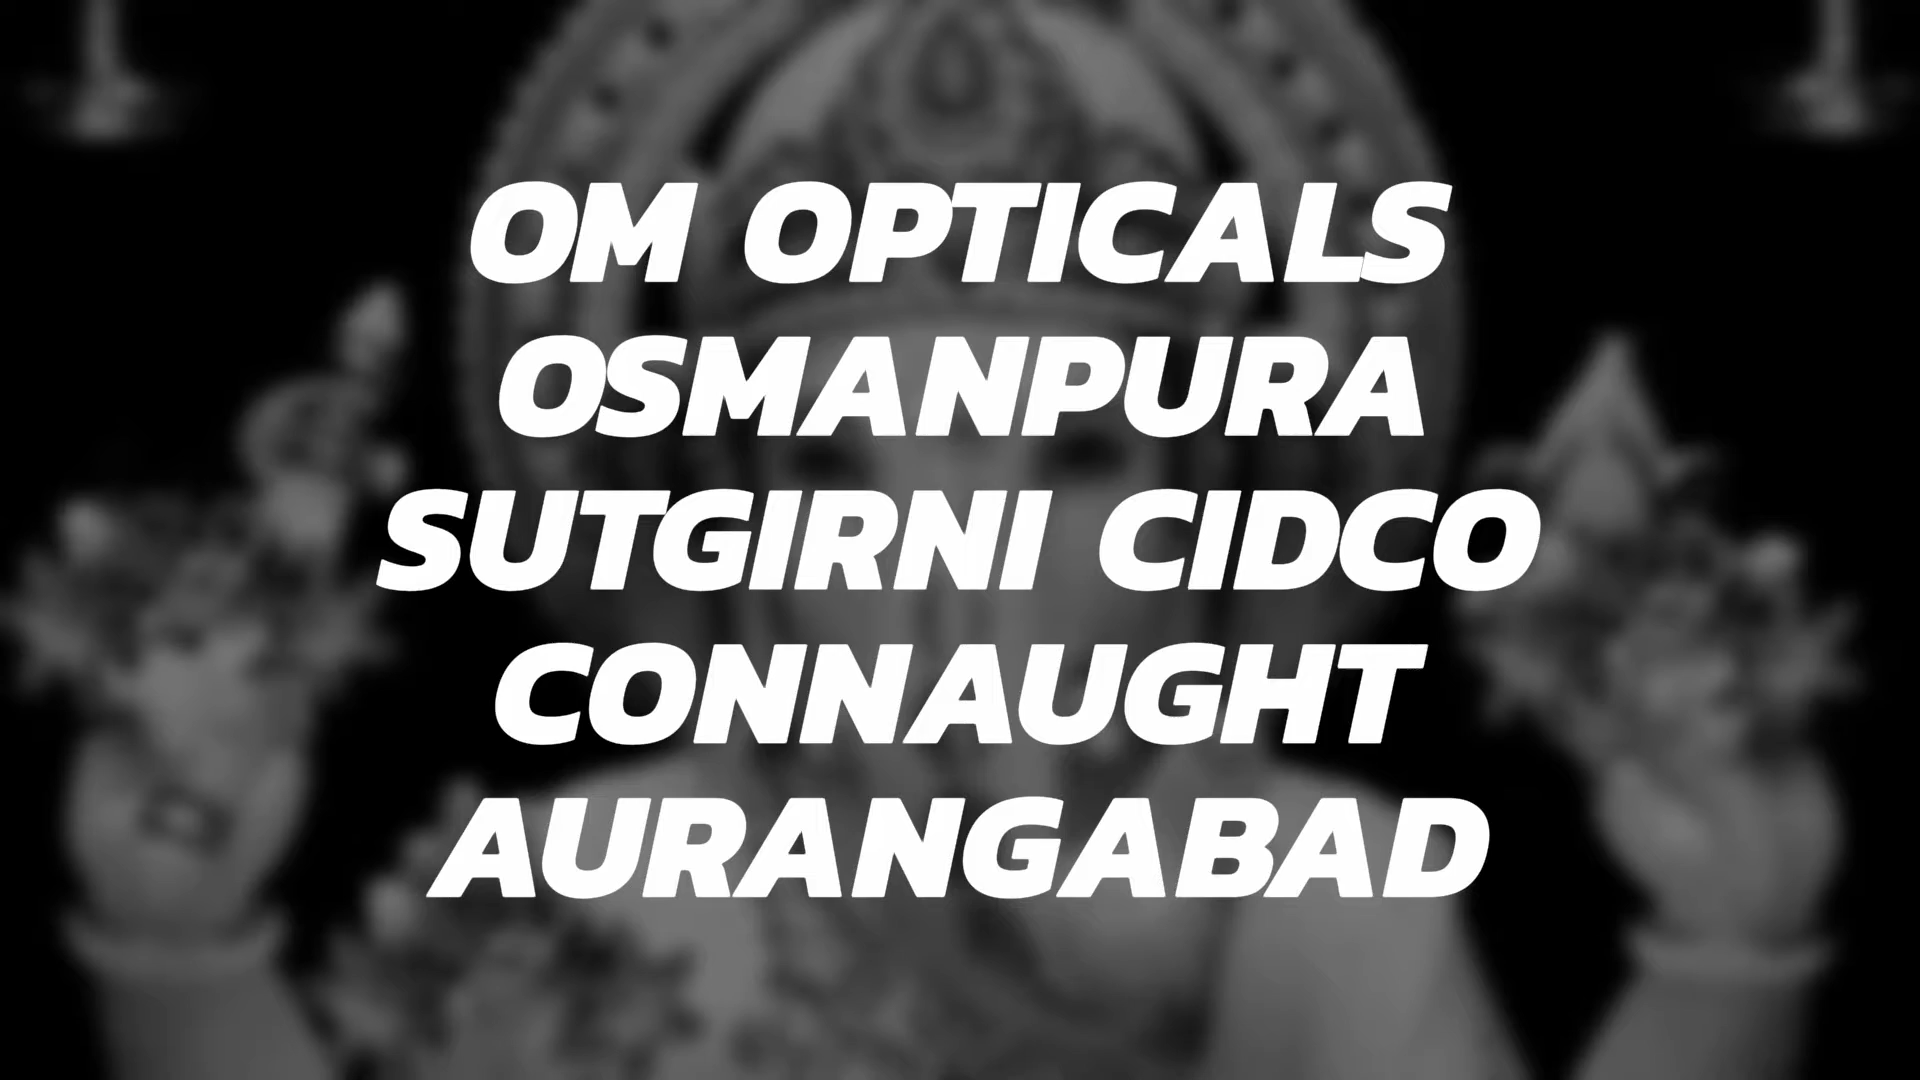 OM OPTICALS
OSMANPURA
SUTGIRNI CIDCO
CONNAUGHT
AURANGABAD